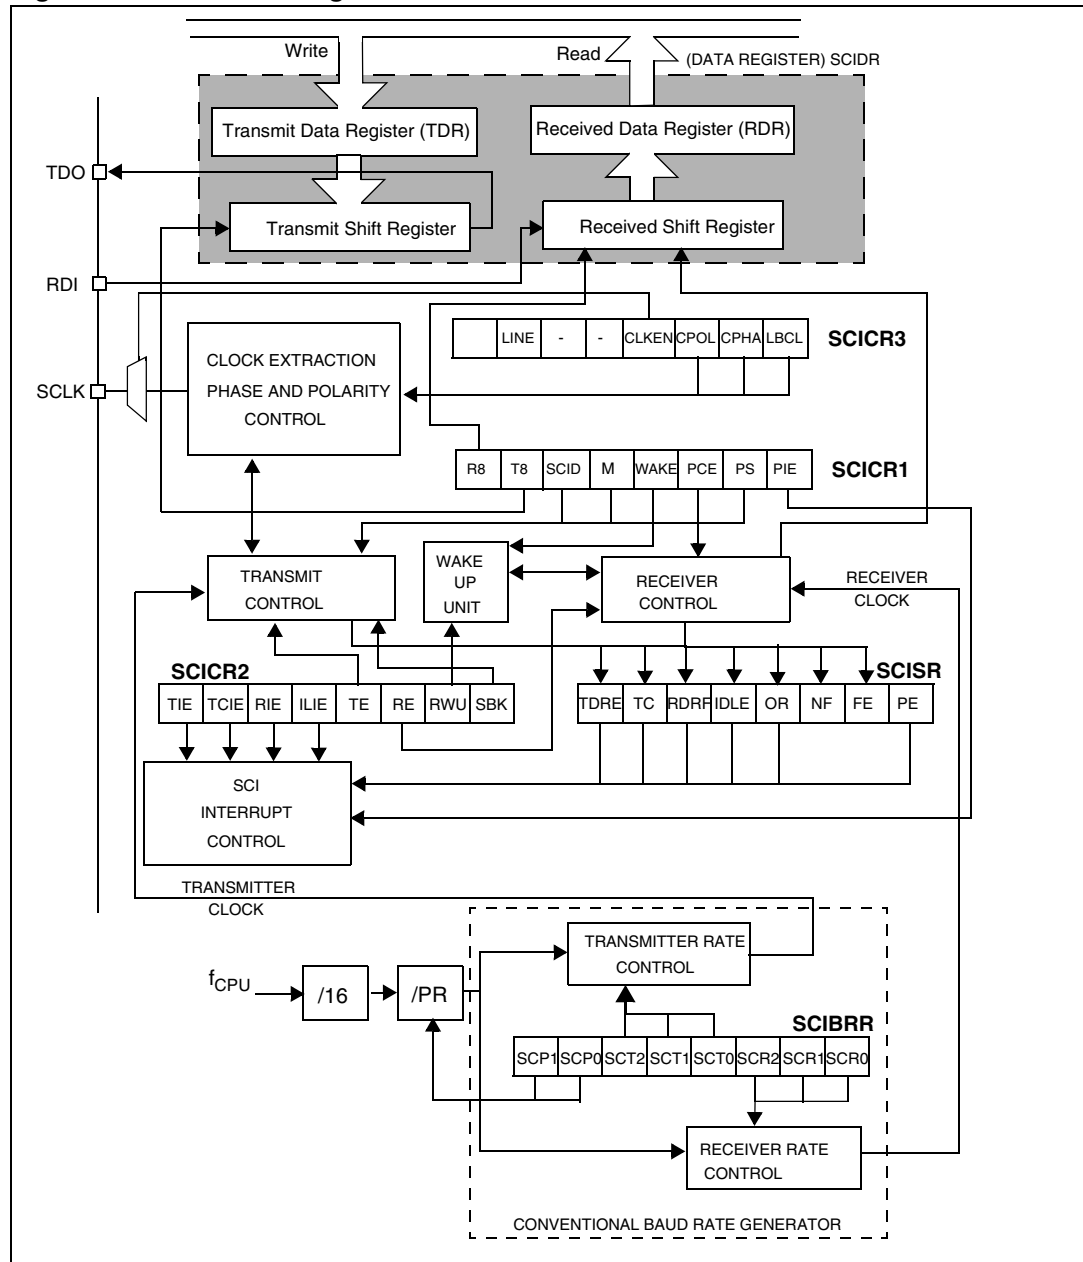 Write
Read
(DATA REGISTER) SCIDR
Transmit Data Register (TDR)
Received Data Register (RDR)
TDO
Transmit Shift Register
Received Shift Register
RDI
LINE - - CLKEN CPOL CPHA LBCL
SCICR3
CLOCK EXTRACTION
PHASE AND POLARITY
CONTROL
SCLK
R8 T8 SCID M WAKE PCE PS PIE
SCICR1
TRANSMIT
CONTROL
WAKE
UP
UNIT
RECEIVER
CONTROL
RECEIVER
CLOCK
SCICR2
TIE TCIE RIE ILIE TE RE RWU SBK
SCISR
TDRE TC RDRF IDLE OR NF FE PE
SCI
INTERRUPT
CONTROL
TRANSMITTER
CLOCK
TRANSMITTER RATE
CONTROL
fCPU
/16
/PR
SCIBRR
SCP1 SCP0 SCT2 SCT1 SCT0 SCR2 SCR1 SCR0
RECEIVER RATE
CONTROL
CONVENTIONAL BAUD RATE GENERATOR